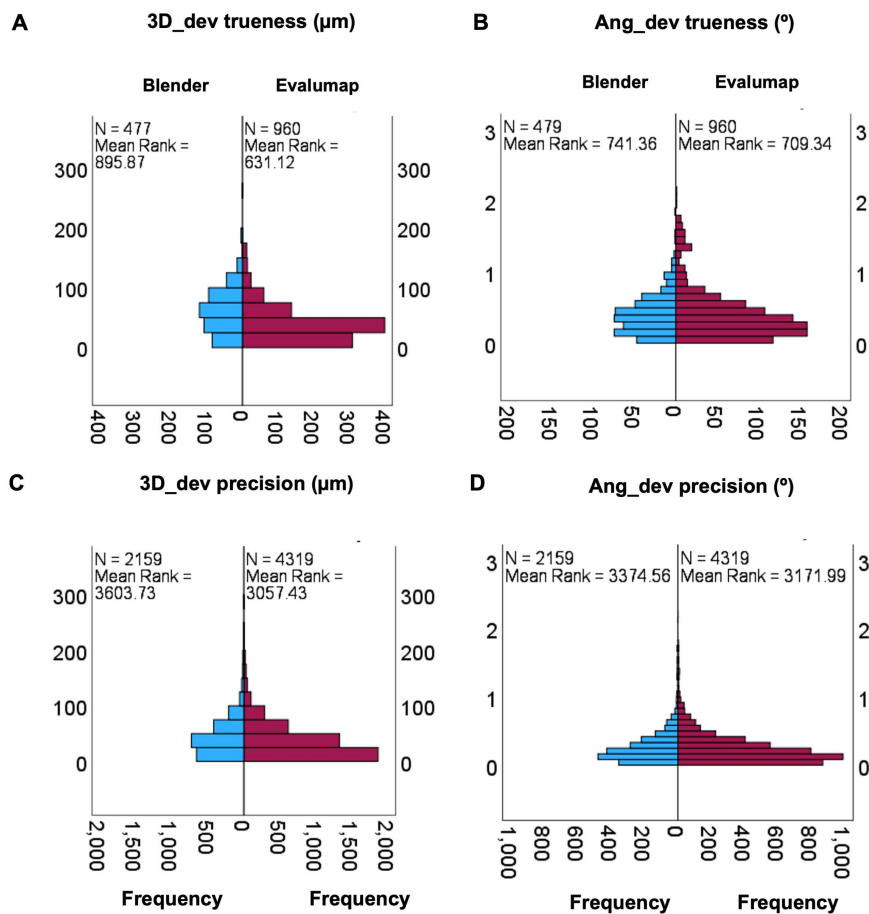 A
3D_dev trueness (µm)
Blender
Evalumap
N = 477
Mean Rank =
895.87
N = 960
Mean Rank =
631.12
300
200
100
0
300
200
100
0
400
300
200
100
0
100
200
300
400
B
Ang_dev trueness (º)
Blender
Evalumap
N = 479
Mean Rank = 741.36
N = 960
Mean Rank = 709.34
3
2
1
0
3
2
1
0
200
150
100
50
0
50
100
150
200
C
3D_dev precision (µm)
N = 2159
Mean Rank =
3603.73
N = 4319
Mean Rank =
3057.43
300
200
100
0
300
200
100
0
2,000
1,500
1,000
500
0
500
1,000
1,500
2,000
Frequency
Frequency
D
Ang_dev precision (º)
N = 2159
Mean Rank = 3374.56
N = 4319
Mean Rank = 3171.99
3
2
1
0
3
2
1
0
1,000
800
600
400
200
0
200
400
600
800
1,000
Frequency
Frequency